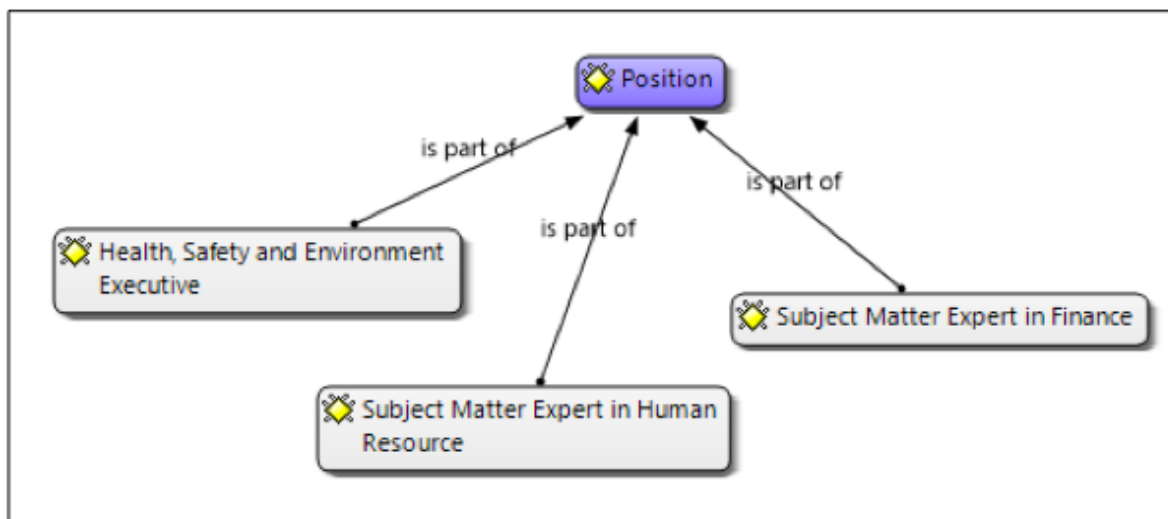 Position
is part of
is part of
is part of
Health, Safety and Environment
Executive
Subject Matter Expert in Finance
Subject Matter Expert in Human
Resource